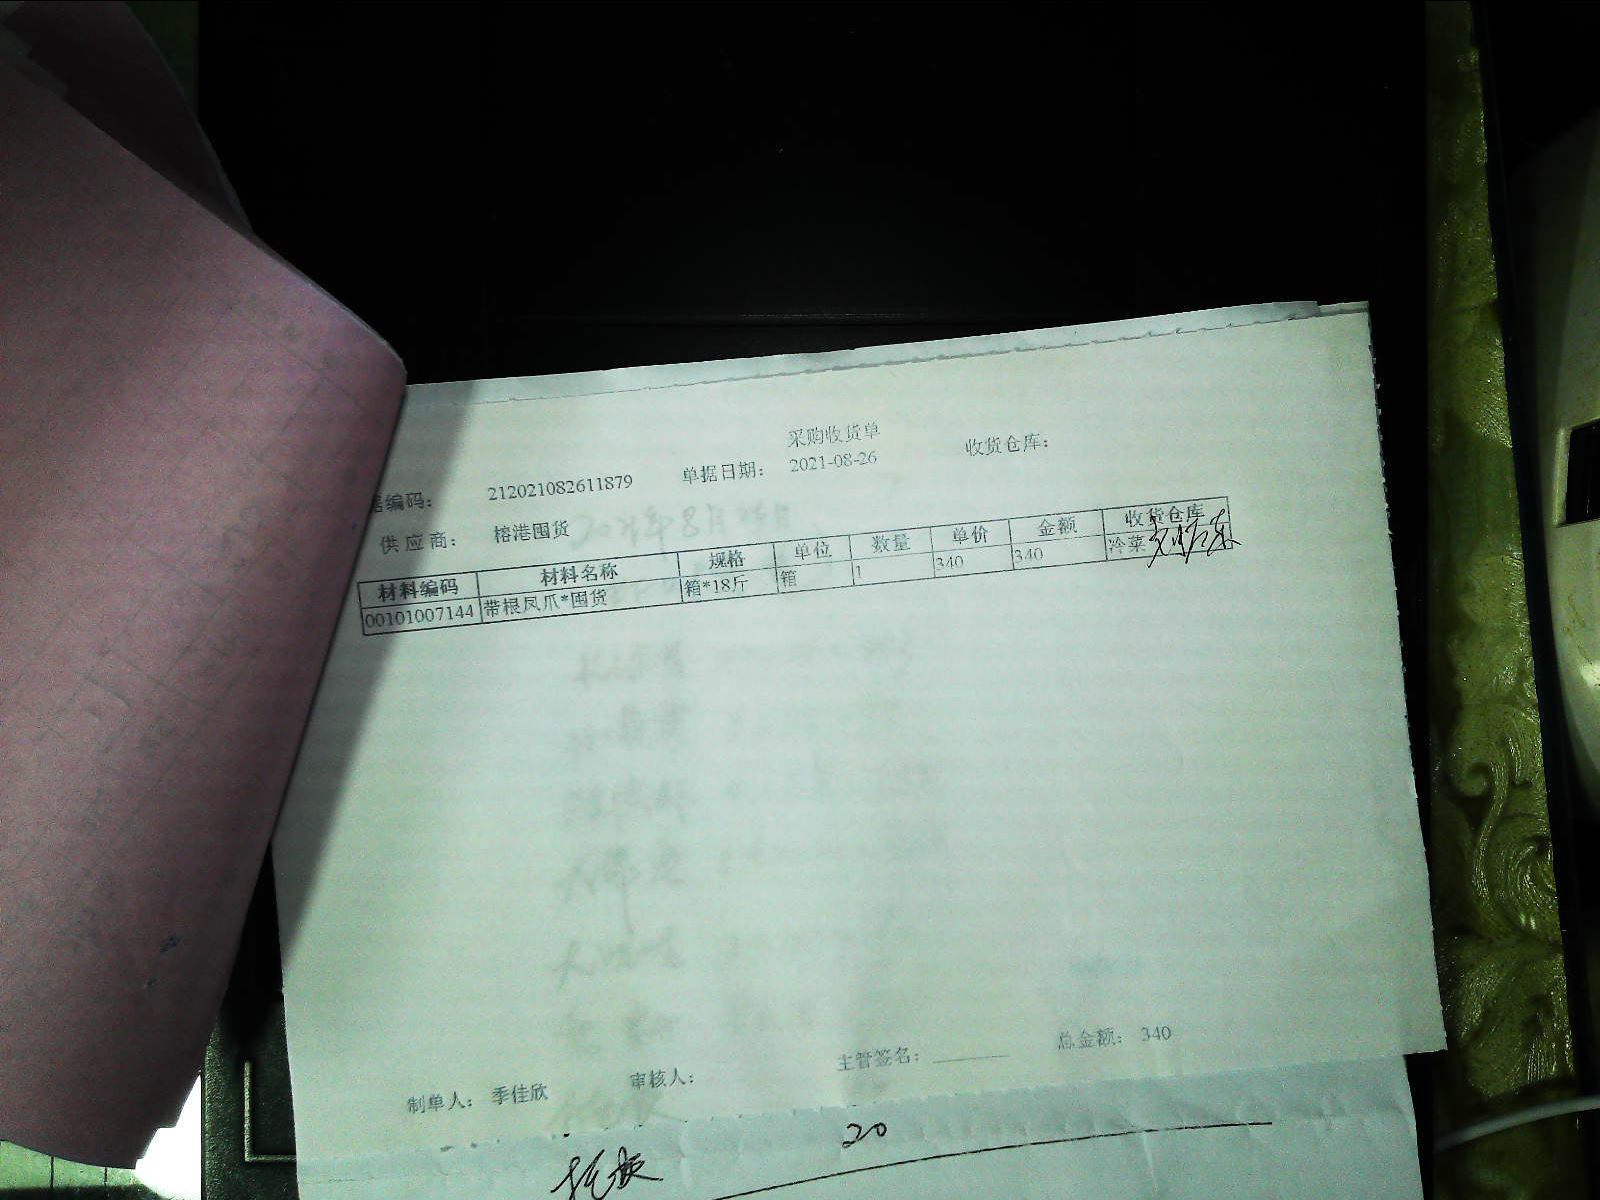 采购收货单
编码： 212021082611879 单据日期： 2021-08-26 收货仓库：
供应商： 榕港囤货
材料编码 材料名称 规格 单位 数量 单价 金额 收货仓库
00101007144 带根凤爪*囤货 箱*18斤 箱 1 340 340 冷菜
制单人： 季佳欣 审核人： 主管签名： 总金额： 340
20